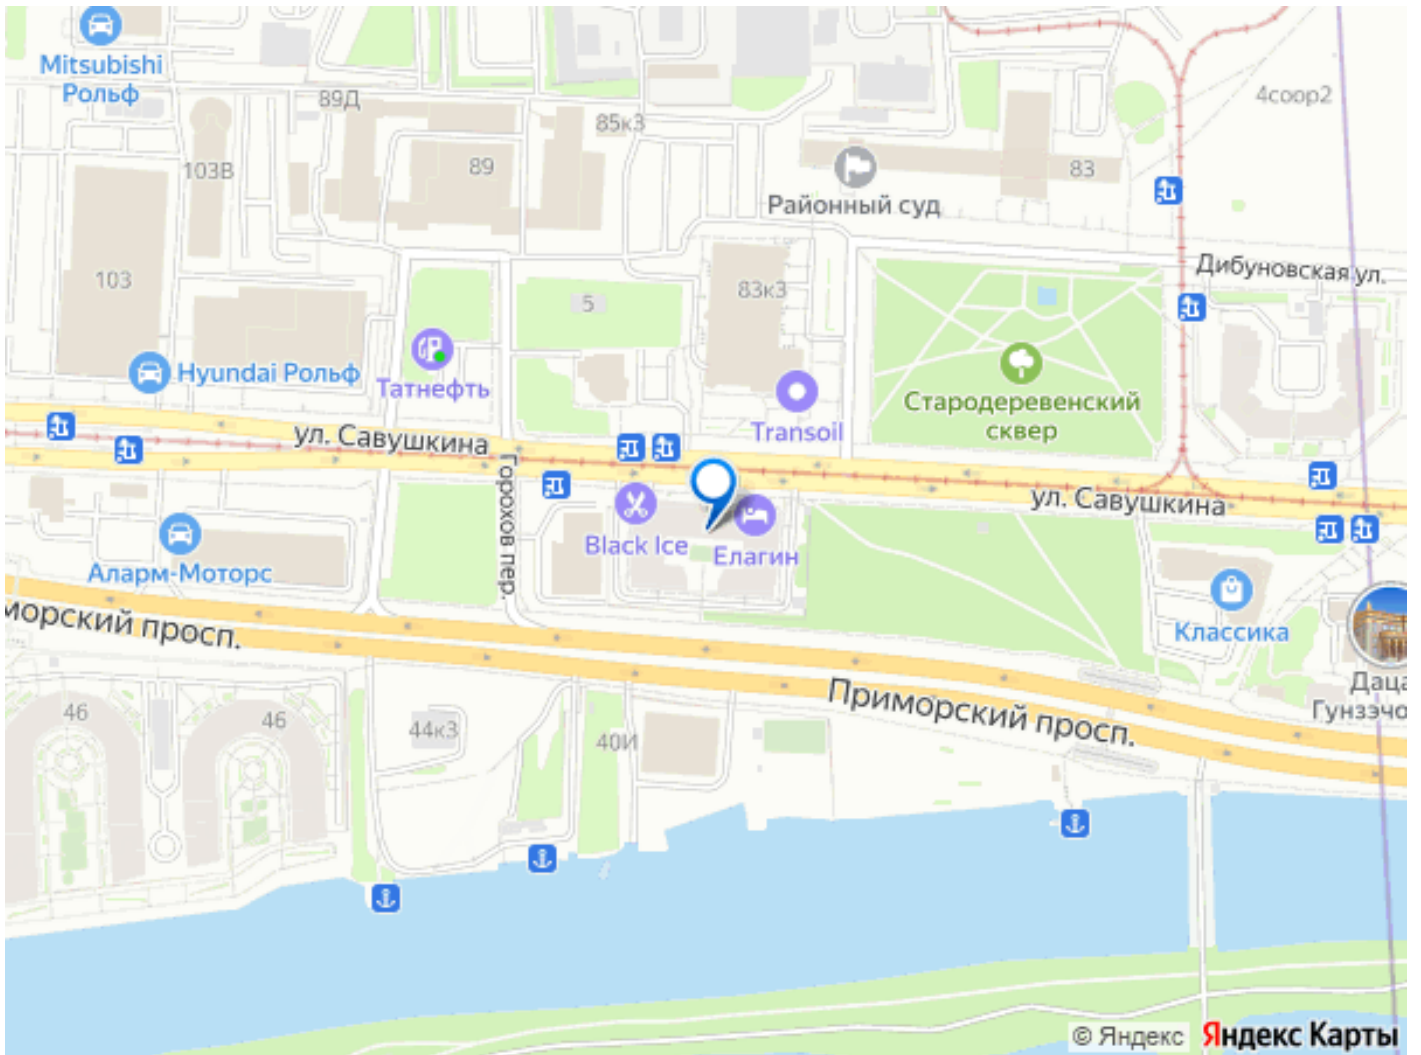 Mitsubishi
Рольф
89Д
4соор2
85к3
103В
89
83
Районный суд
Дибуновская ул.
103
5
83к3
Hyundai Рольф
Татнефть
Стародеревенский
сквер
Transoil
ул. Савушкина
Горохов пер.
ул. Савушкина
Black Ice
Елагин
Аларм-Моторс
Классика
морский просп.
Приморский просп.
Даца
Гунзэчо
46
46
44к3
40И
© Яндекс
Яндекс Карты